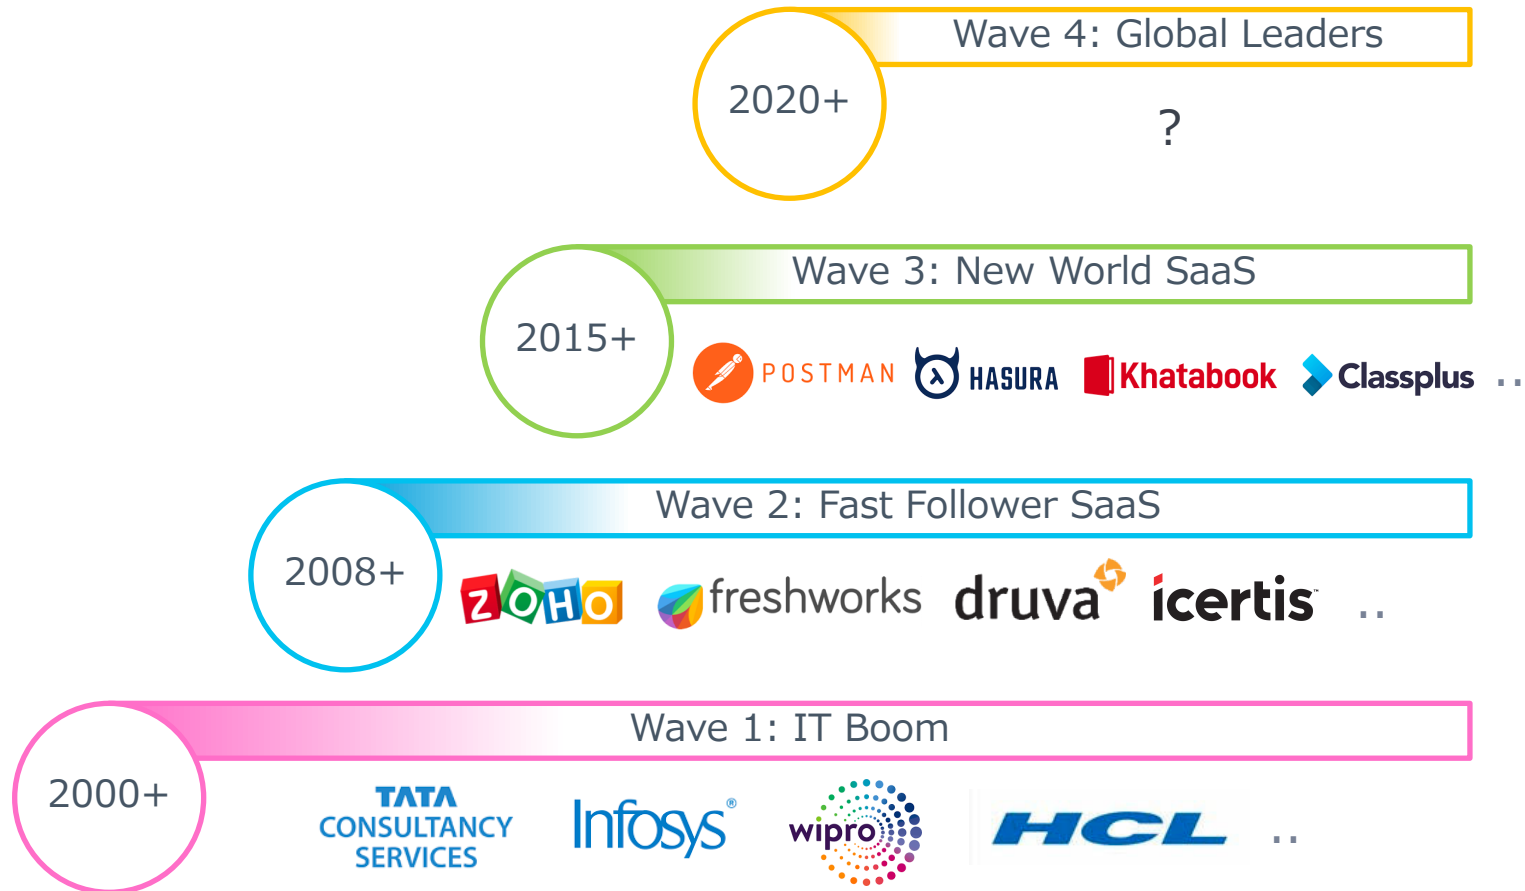 Wave 4: Global Leaders
2020+
?
Wave 3: New World SaaS
2015+
POSTMAN HASURA Khatabook Classplus ..
Wave 2: Fast Follower SaaS
2008+
ZOHO freshworks druva icertis™ ..
Wave 1: IT Boom
2000+
TATA
CONSULTANCY
SERVICES
Infosys® wipro HCL ..